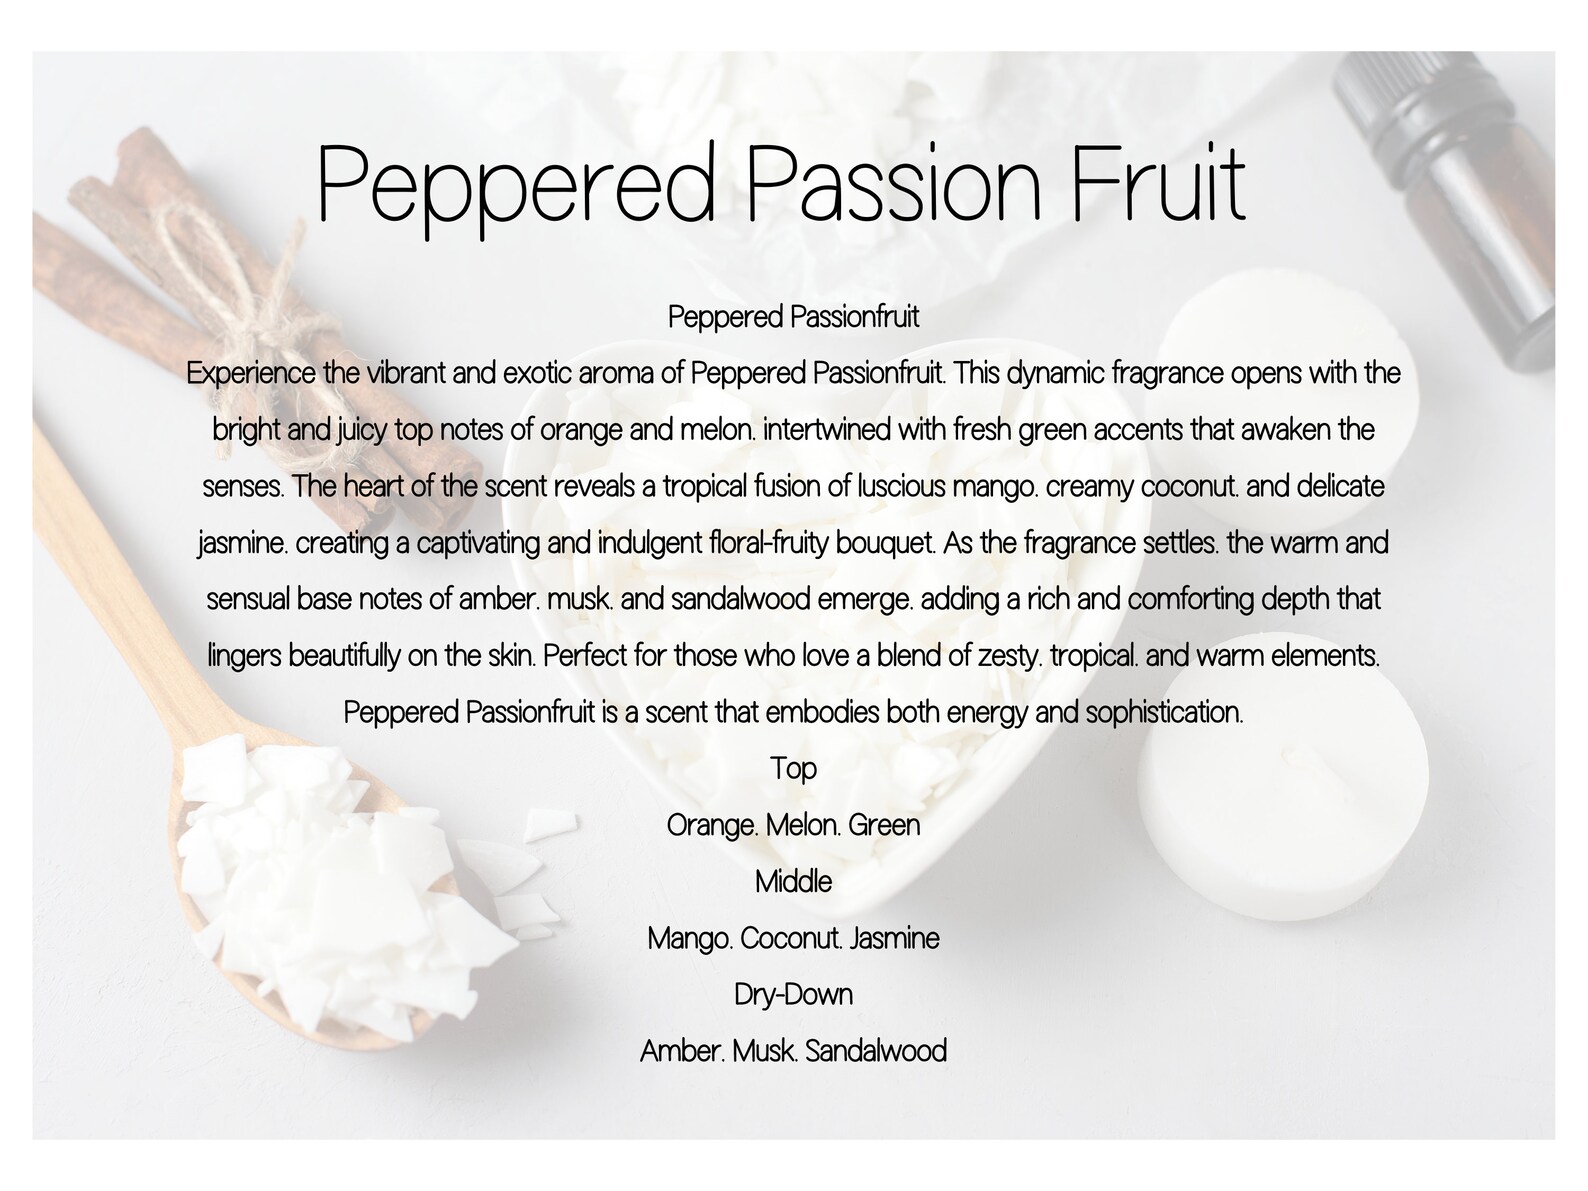 Peppered Passion Fruit
Peppered Passionfruit
Experience the vibrant and exotic aroma of Peppered Passionfruit. This dynamic fragrance opens with the
bright and juicy top notes of orange and melon. intertwined with fresh green accents that awaken the
senses. The heart of the scent reveals a tropical fusion of luscious mango. creamy coconut. and delicate
jasmine. creating a captivating and indulgent floral-fruity bouquet. As the fragrance settles. the warm and
sensual base notes of amber. musk. and sandalwood emerge. adding a rich and comforting depth that
lingers beautifully on the skin. Perfect for those who love a blend of zesty. tropical. and warm elements.
Peppered Passionfruit is a scent that embodies both energy and sophistication.
Top
Orange. Melon. Green
Middle
Mango. Coconut. Jasmine
Dry-Down
Amber. Musk. Sandalwood